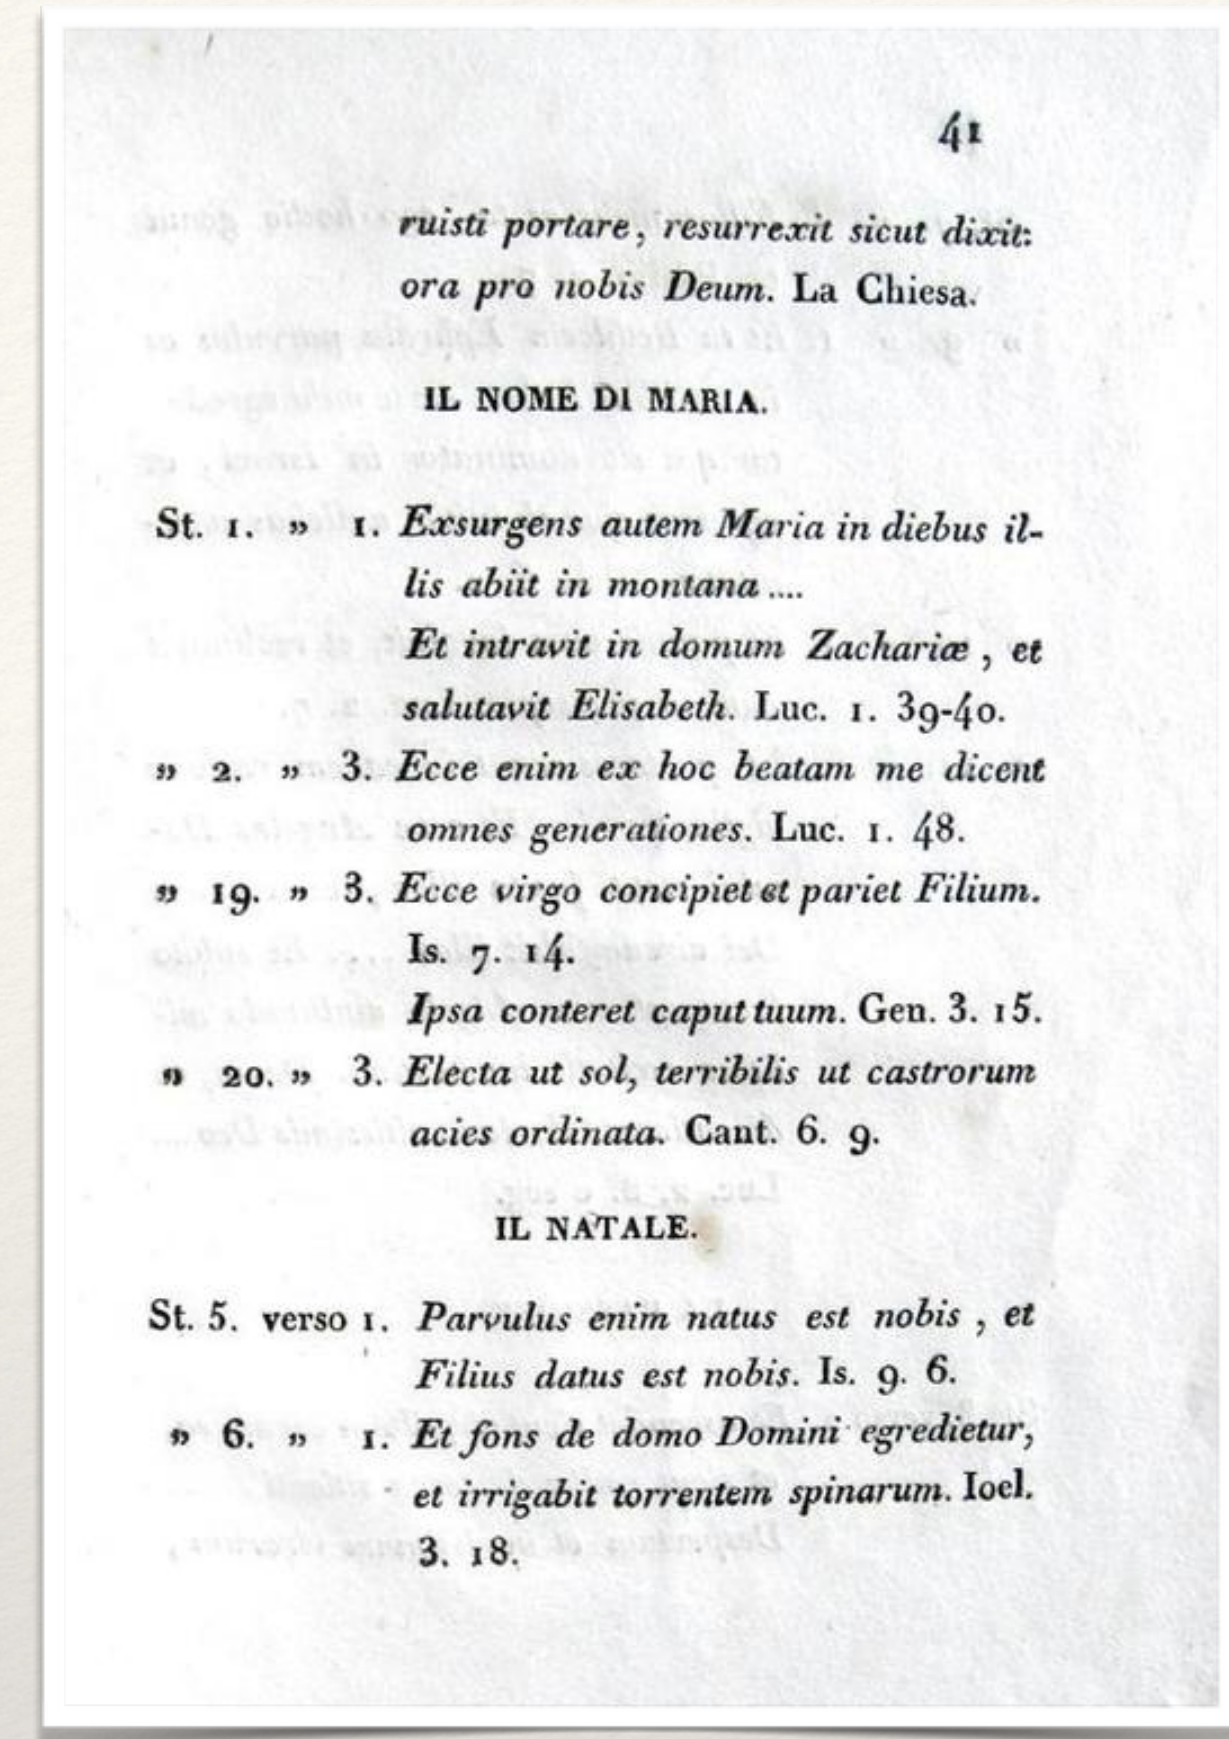 41
ruisti portare, resurrexit sicut dixit:
ora pro nobis Deum. La Chiesa.
IL NOME DI MARIA.
St. 1. „ 1. Exsurgens autem Maria in diebus il-
lis abiit in montana ....
Et intravit in domum Zachariæ, et
salutavit Elisabeth. Luc. 1. 39-40.
„ 2. „ 3. Ecce enim ex hoc beatam me dicent
omnes generationes. Luc. 1. 48.
„ 19. „ 3. Ecce virgo concipiet et pariet Filium.
Is. 7. 14.
Ipsa conteret caput tuum. Gen. 3. 15.
„ 20. „ 3. Electa ut sol, terribilis ut castrorum
acies ordinata. Cant. 6. 9.
IL NATALE.
St. 5. verso 1. Parvulus enim natus est nobis, et
Filius datus est nobis. Is. 9. 6.
„ 6. „ 1. Et fons de domo Domini egredietur,
et irrigabit torrentem spinarum. Ioel.
3. 18.